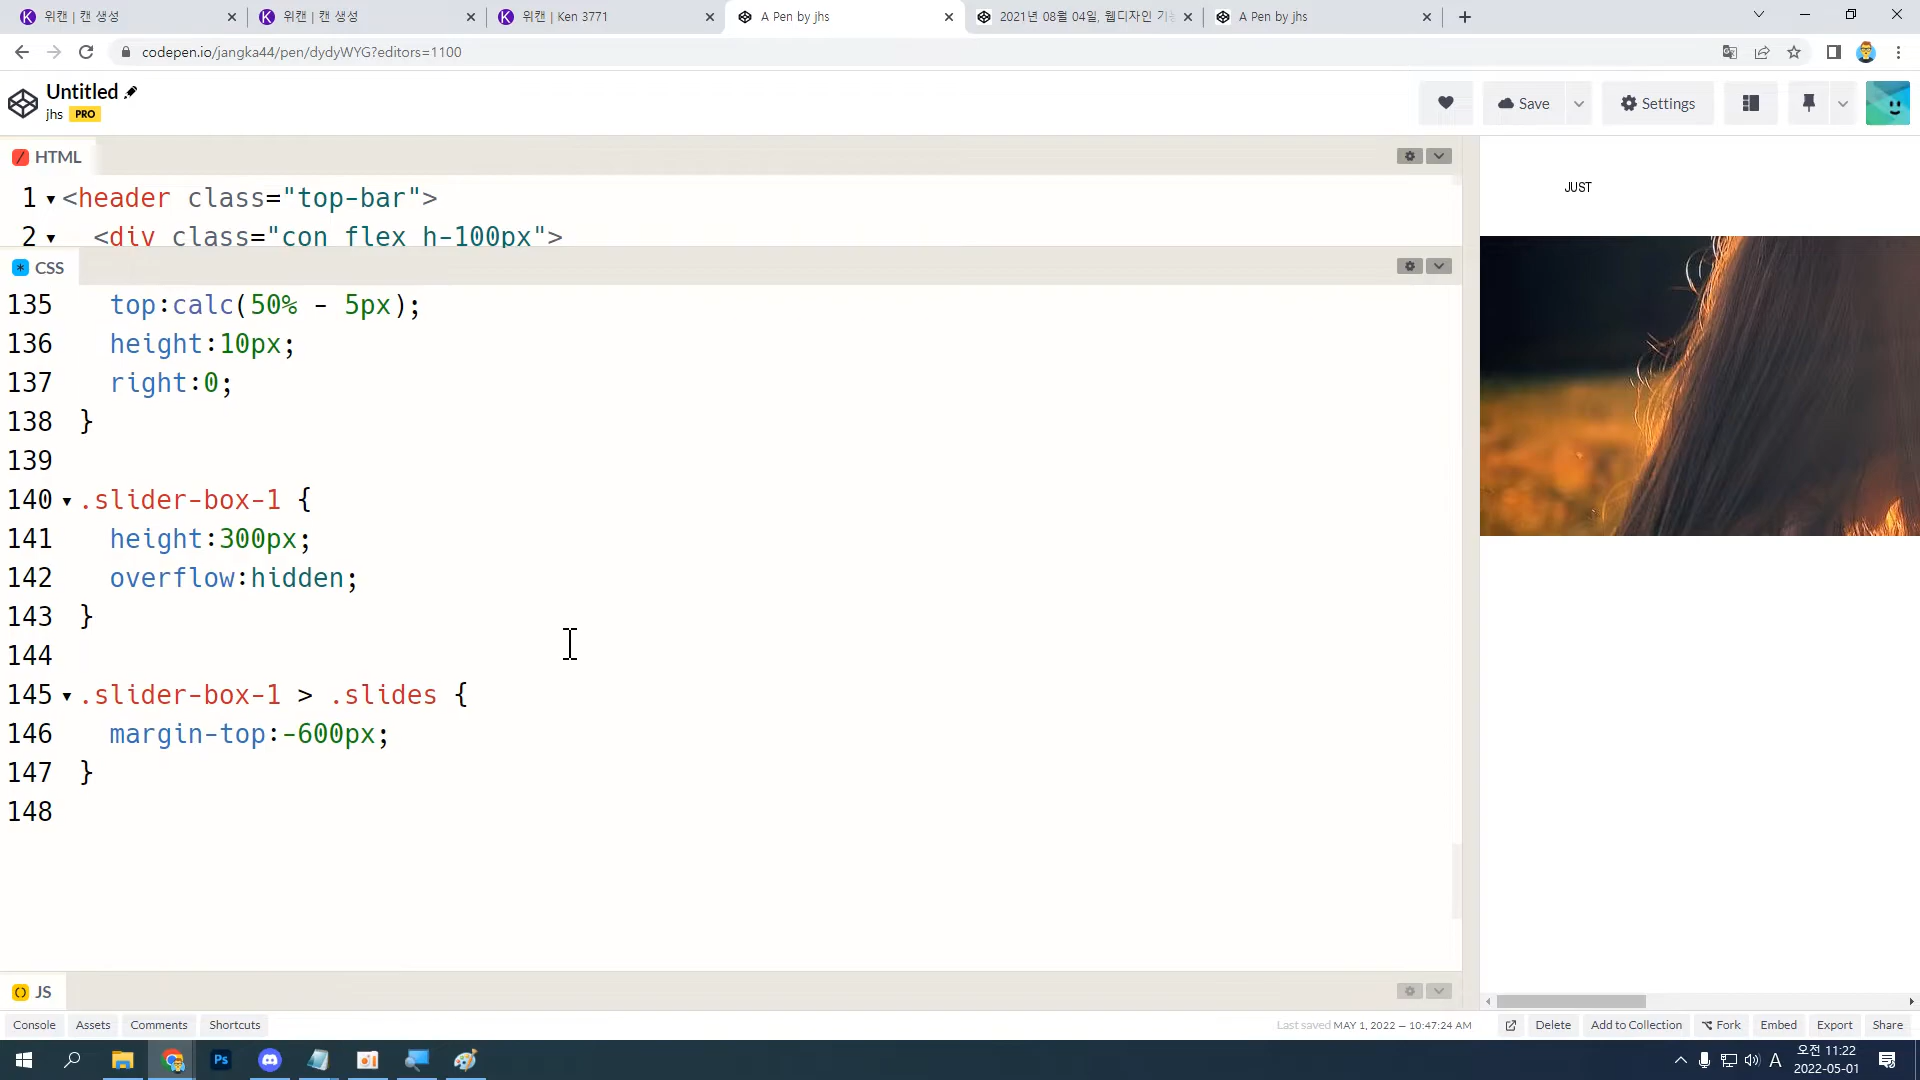 위캔 | 캔 생성
위캔 | 캔 생성
위캔 | Ken 3771
A Pen by jhs
2021년 08월 04일, 웹디자인 기
A Pen by jhs
codepen.io/jangka44/pen/dydyWYG?editors=1100
Untitled
jhs PRO
Save
Settings
HTML
1 <header class="top-bar">
2 <div class="con flex h-100px">
CSS
135 top:calc(50% - 5px);
136 height:10px;
137 right:0;
138 }
139
140 .slider-box-1 {
141 height:300px;
142 overflow:hidden;
143 }
144
145 .slider-box-1 > .slides {
146 margin-top:-600px;
147 }
148
JUST
JS
Console
Assets
Comments
Shortcuts
Last saved MAY 1, 2022 — 10:47:24 AM
Delete
Add to Collection
Fork
Embed
Export
Share
Ps
A
오전 11:22
2022-05-01